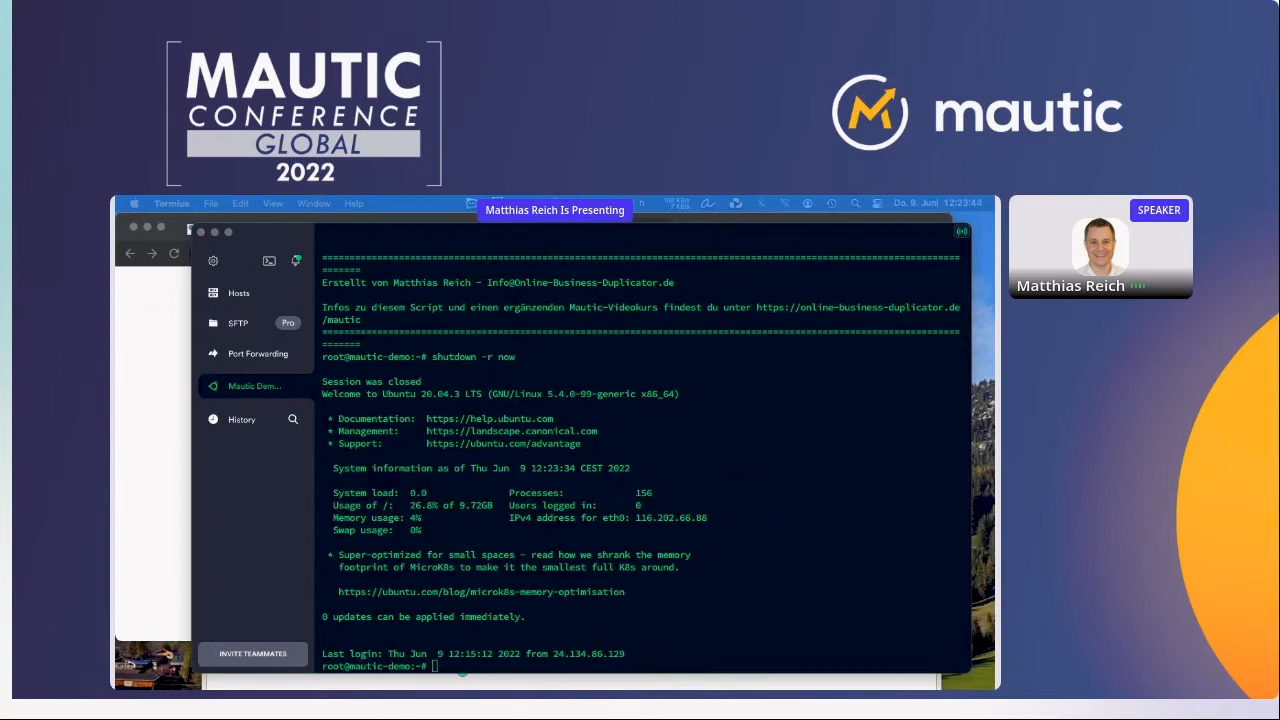 MAUTIC
CONFERENCE
GLOBAL
2022
mautic
Termius File Edit View Window Help
Matthias Reich Is Presenting
Do. 9. Juni 12:23:48
SPEAKER
Matthias Reich
Hosts
SFTP Pro
Port Forwarding
Mautic Dem...
History
INVITE TEAMMATES
=====================================================================================================================
=======
Erstellt von Matthias Reich - Info@Online-Business-Duplicator.de
Infos zu diesem Script und einen ergänzenden Mautic-Videokurs findest du unter https://online-business-duplicator.de
/mautic
=====================================================================================================================
=======
root@mautic-demo:~# shutdown -r now
Session was closed
Welcome to Ubuntu 20.04.3 LTS (GNU/Linux 5.4.0-99-generic x86_64)
* Documentation: https://help.ubuntu.com
* Management: https://landscape.canonical.com
* Support: https://ubuntu.com/advantage
System information as of Thu Jun 9 12:23:34 CEST 2022
System load: 0.0 Processes: 156
Usage of /: 26.8% of 9.72GB Users logged in: 0
Memory usage: 4% IPv4 address for eth0: 116.202.66.88
Swap usage: 0%
* Super-optimized for small spaces - read how we shrank the memory
footprint of MicroK8s to make it the smallest full K8s around.
https://ubuntu.com/blog/microk8s-memory-optimisation
0 updates can be applied immediately.
Last login: Thu Jun 9 12:15:12 2022 from 24.134.86.129
root@mautic-demo:~#